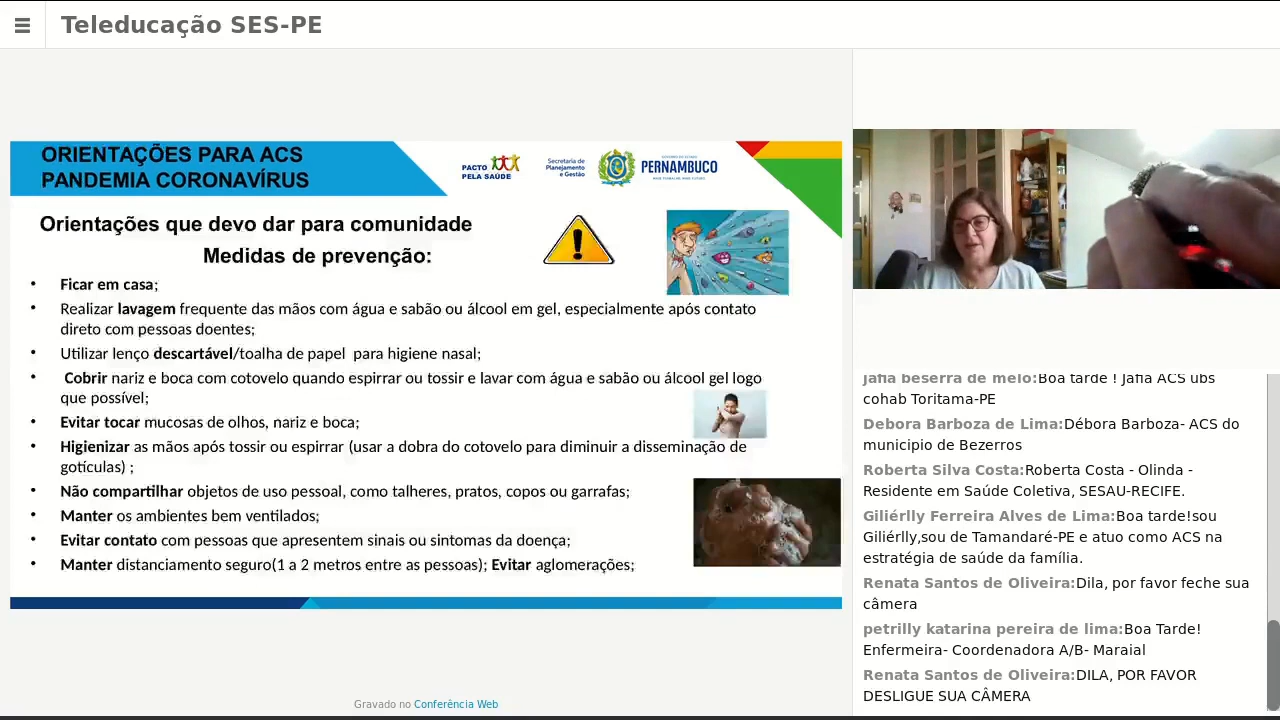 Teleducação SES-PE
ORIENTAÇÕES PARA ACS
PANDEMIA CORONAVÍRUS
PACTO
PELA SAÚDE
Secretaria de
Planejamento
e Gestão
PERNAMBUCO
Orientações que devo dar para comunidade
Medidas de prevenção:
• Ficar em casa;
• Realizar lavagem frequente das mãos com água e sabão ou álcool em gel, especialmente após contato
direto com pessoas doentes;
• Utilizar lenço descartável/toalha de papel para higiene nasal;
• Cobrir nariz e boca com cotovelo quando espirrar ou tossir e lavar com água e sabão ou álcool gel logo
que possível;
• Evitar tocar mucosas de olhos, nariz e boca;
• Higienizar as mãos após tossir ou espirrar (usar a dobra do cotovelo para diminuir a disseminação de
gotículas) ;
• Não compartilhar objetos de uso pessoal, como talheres, pratos, copos ou garrafas;
• Manter os ambientes bem ventilados;
• Evitar contato com pessoas que apresentem sinais ou sintomas da doença;
• Manter distanciamento seguro(1 a 2 metros entre as pessoas); Evitar aglomerações;
Gravado no Conferência Web
jafia beserra de melo:Boa tarde ! Jafia ACS ubs
cohab Toritama-PE
Debora Barboza de Lima:Débora Barboza- ACS do
municipio de Bezerros
Roberta Silva Costa:Roberta Costa - Olinda -
Residente em Saúde Coletiva, SESAU-RECIFE.
Giliérlly Ferreira Alves de Lima:Boa tarde!sou
Giliérlly,sou de Tamandaré-PE e atuo como ACS na
estratégia de saúde da família.
Renata Santos de Oliveira:Dila, por favor feche sua
câmera
petrilly katarina pereira de lima:Boa Tarde!
Enfermeira- Coordenadora A/B- Maraial
Renata Santos de Oliveira:DILA, POR FAVOR
DESLIGUE SUA CÂMERA